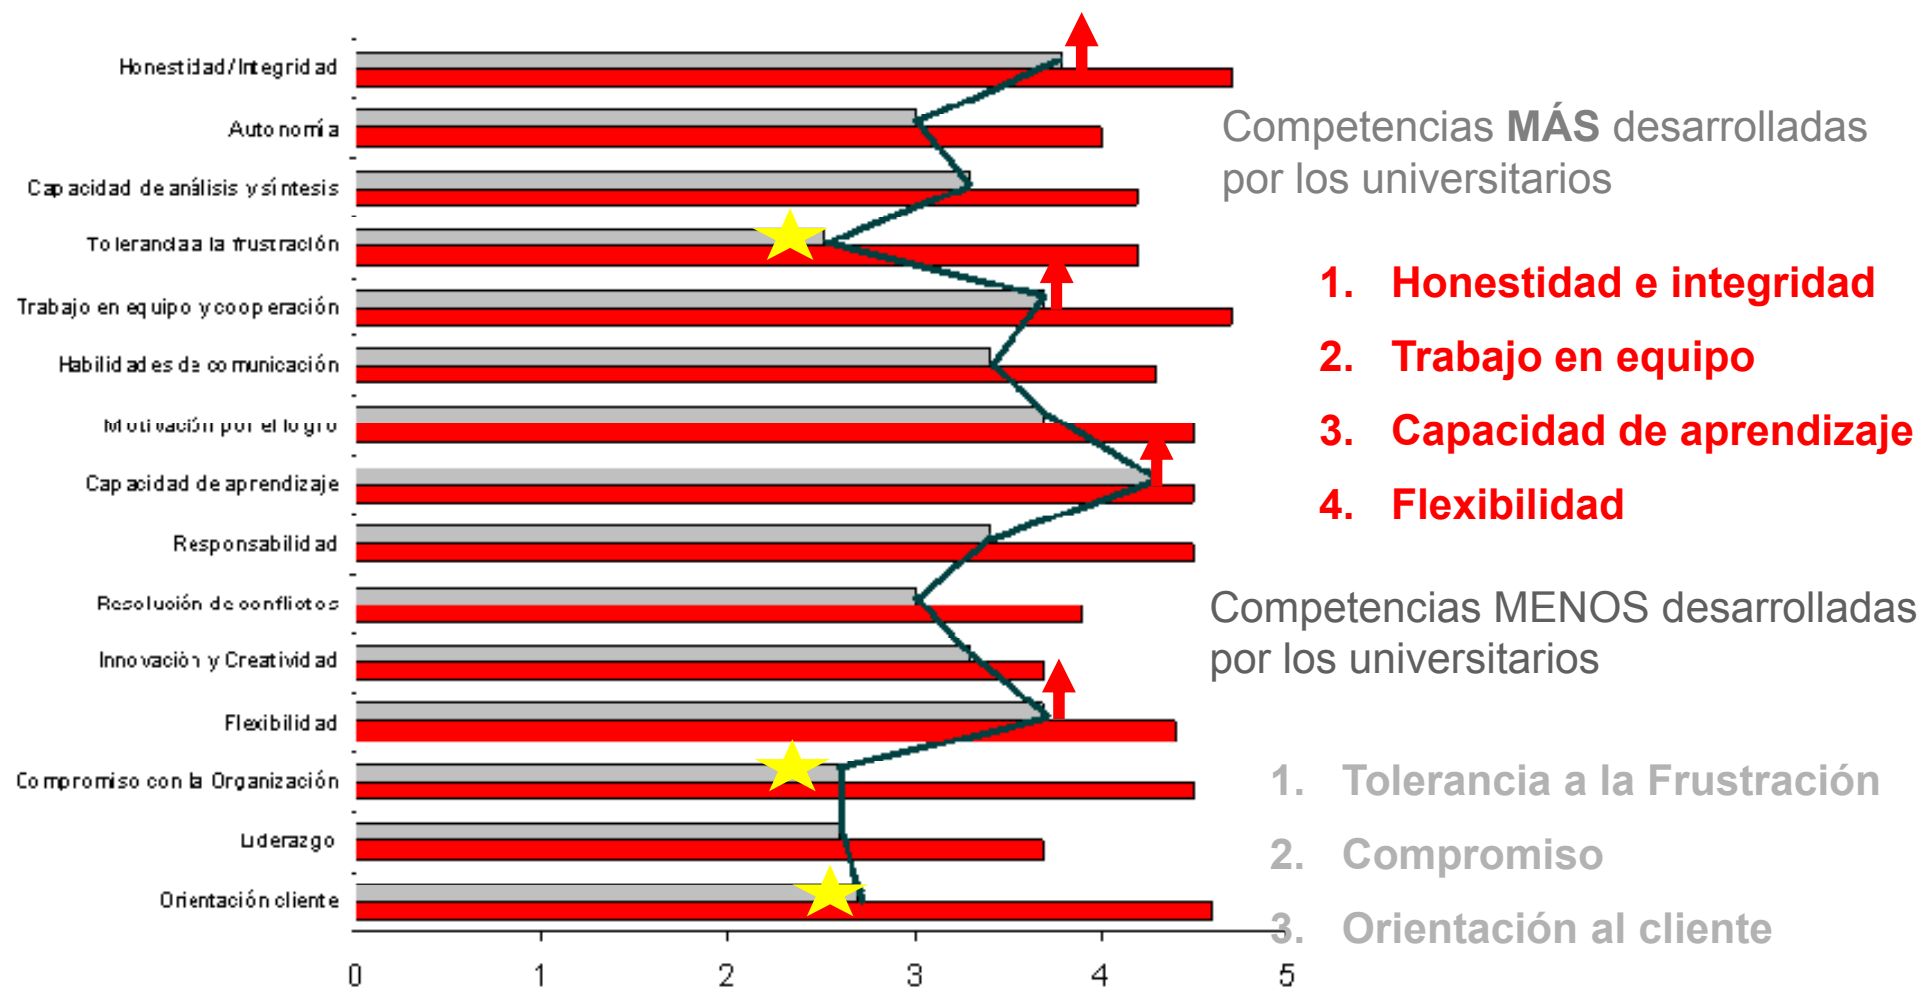 Honestidad/Integridad
Autonomía
Capacidad de análisis y síntesis
Tolerancia a la frustración
Trabajo en equipo y cooperación
Habilidades de comunicación
Motivación por el logro
Capacidad de aprendizaje
Responsabilidad
Resolución de conflictos
Innovación y Creatividad
Flexibilidad
Compromiso con la Organización
Liderazgo
Orientación cliente
0 1 2 3 4 5
Competencias MÁS desarrolladas
por los universitarios
1. Honestidad e integridad
2. Trabajo en equipo
3. Capacidad de aprendizaje
4. Flexibilidad
Competencias MENOS desarrolladas
por los universitarios
1. Tolerancia a la Frustración
2. Compromiso
3. Orientación al cliente